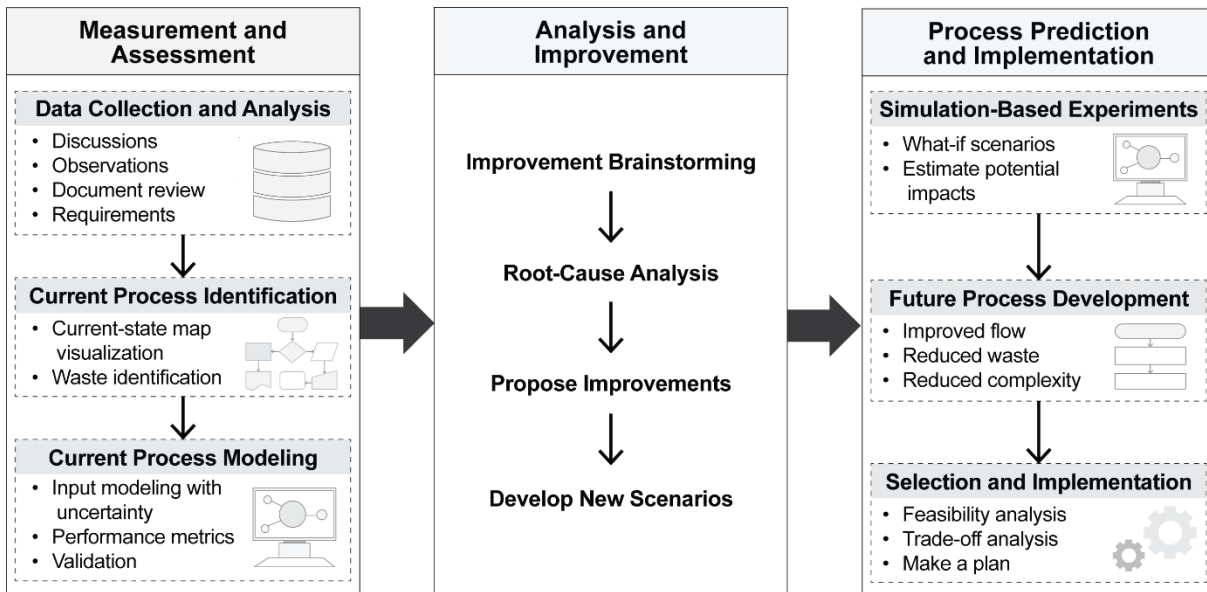 Measurement and
Assessment
Data Collection and Analysis
• Discussions
• Observations
• Document review
• Requirements
Current Process Identification
• Current-state map
visualization
• Waste identification
Current Process Modeling
• Input modeling with
uncertainty
• Performance metrics
• Validation
Analysis and
Improvement
Improvement Brainstorming
Root-Cause Analysis
Propose Improvements
Develop New Scenarios
Process Prediction
and Implementation
Simulation-Based Experiments
• What-if scenarios
• Estimate potential
impacts
Future Process Development
• Improved flow
• Reduced waste
• Reduced complexity
Selection and Implementation
• Feasibility analysis
• Trade-off analysis
• Make a plan